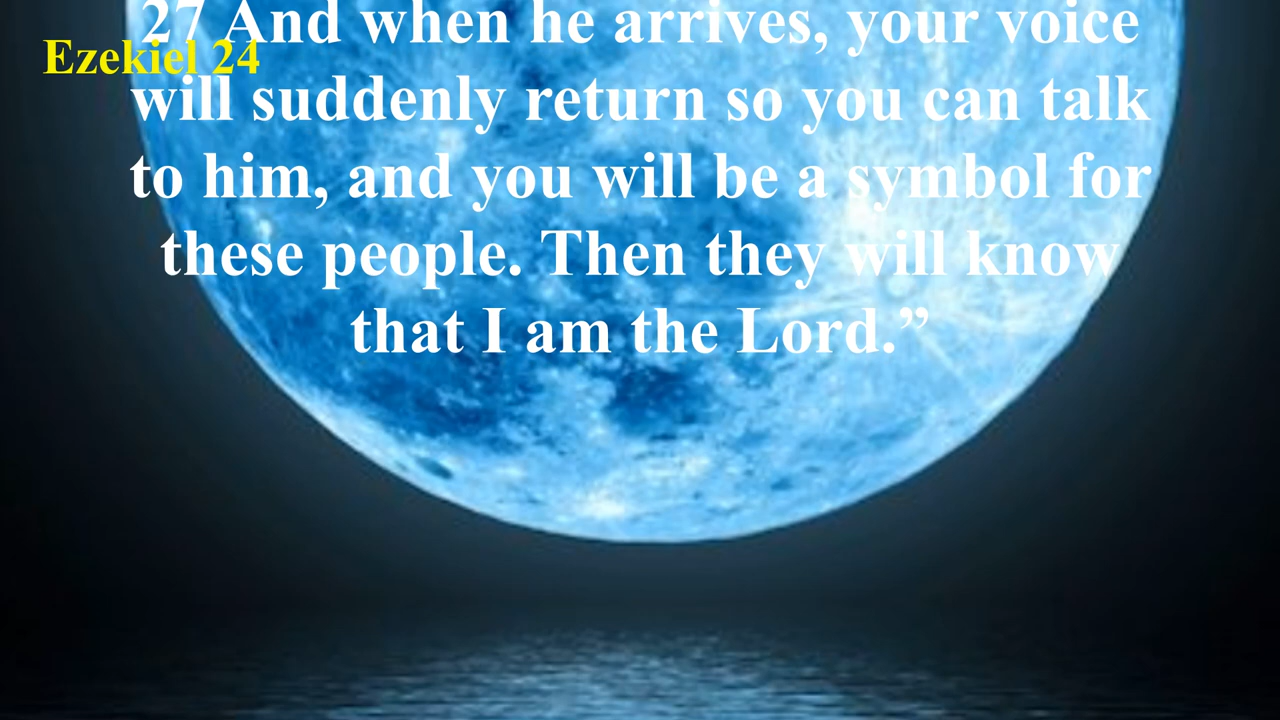 27 And when he arrives, your voice
Ezekiel 24
will suddenly return so you can talk
to him, and you will be a symbol for
these people. Then they will know
that I am the Lord.”